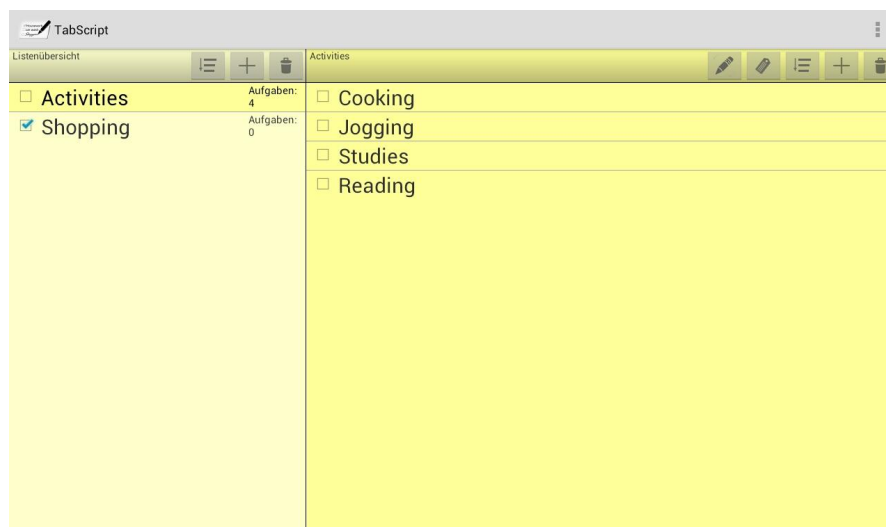 TabScript
Listenübersicht
Activities
Aufgaben:
4
Shopping
Aufgaben:
0
Activities
Cooking
Jogging
Studies
Reading